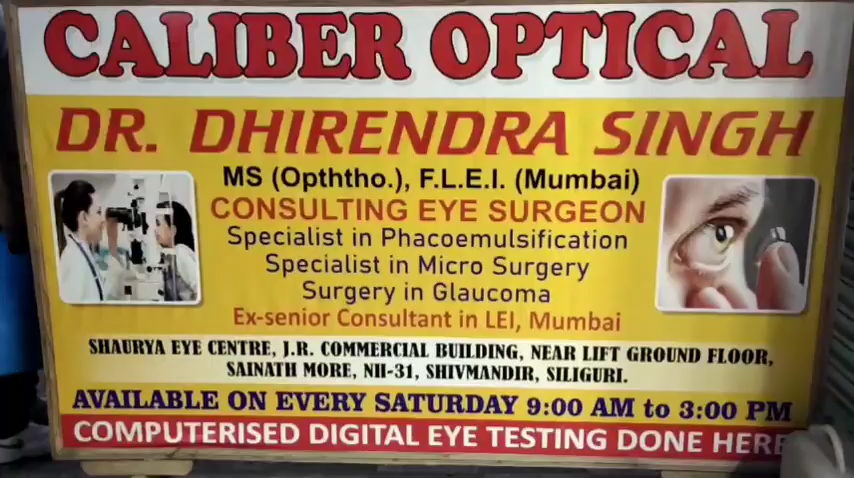 CALIBER OPTICAL
DR. DHIRENDRA SINGH
MS (Opththo.), F.L.E.I. (Mumbai)
CONSULTING EYE SURGEON
Specialist in Phacoemulsification
Specialist in Micro Surgery
Surgery in Glaucoma
Ex-senior Consultant in LEI, Mumbai
SHAURYA EYE CENTRE, J.R. COMMERCIAL BUILDING, NEAR LIFT GROUND FLOOR,
SAINATH MORE, NH-31, SHIVMANDIR, SILIGURI.
AVAILABLE ON EVERY SATURDAY 9:00 AM to 3:00 PM
COMPUTERISED DIGITAL EYE TESTING DONE HERE